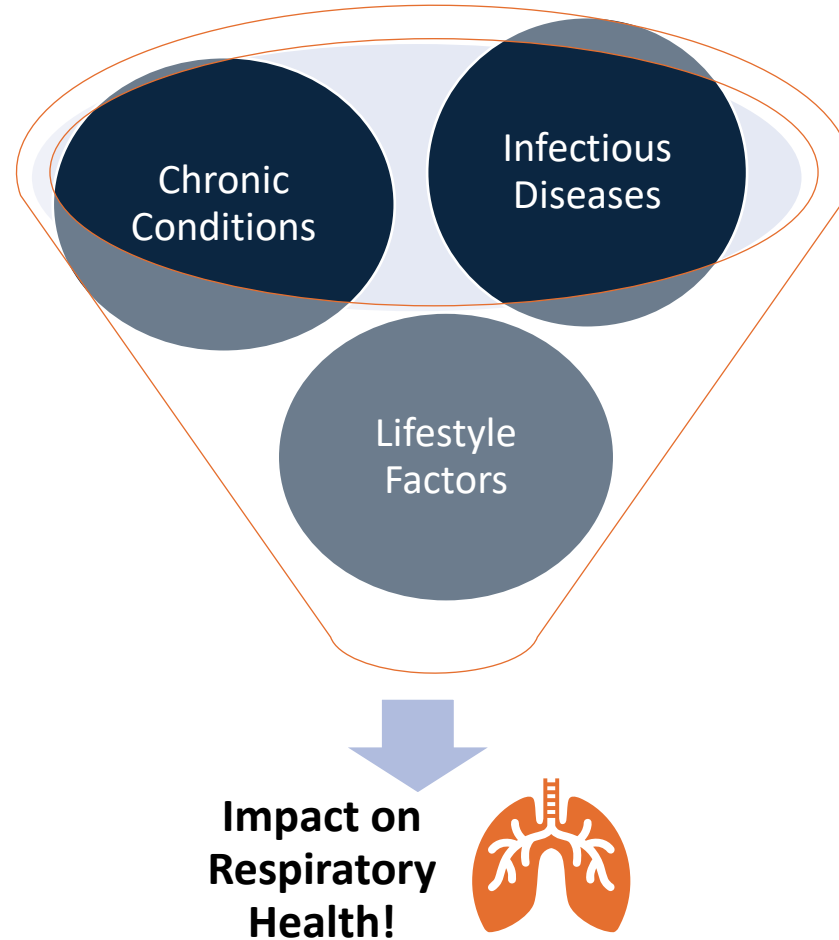 Chronic
Conditions
Infectious
Diseases
Lifestyle
Factors
Impact on
Respiratory
Health!